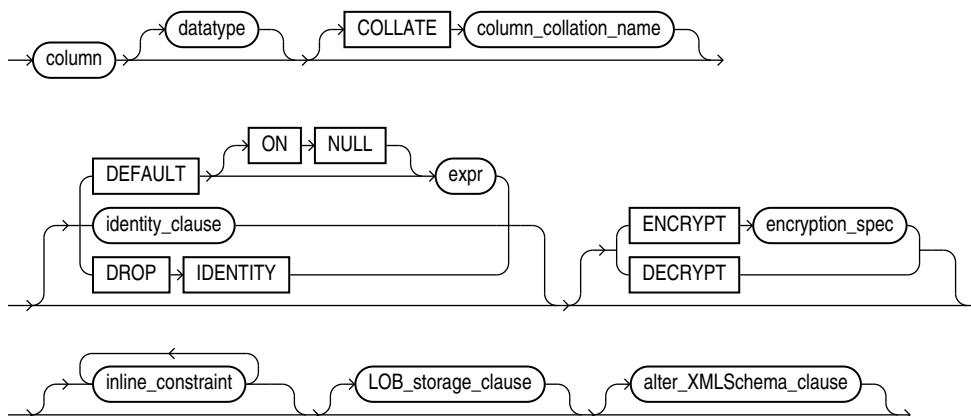 column datatype COLLATE column_collation_name
DEFAULT ON NULL expr
identity_clause
DROP IDENTITY
ENCRYPT encryption_spec
DECRYPT
inline_constraint LOB_storage_clause alter_XMLSchema_clause